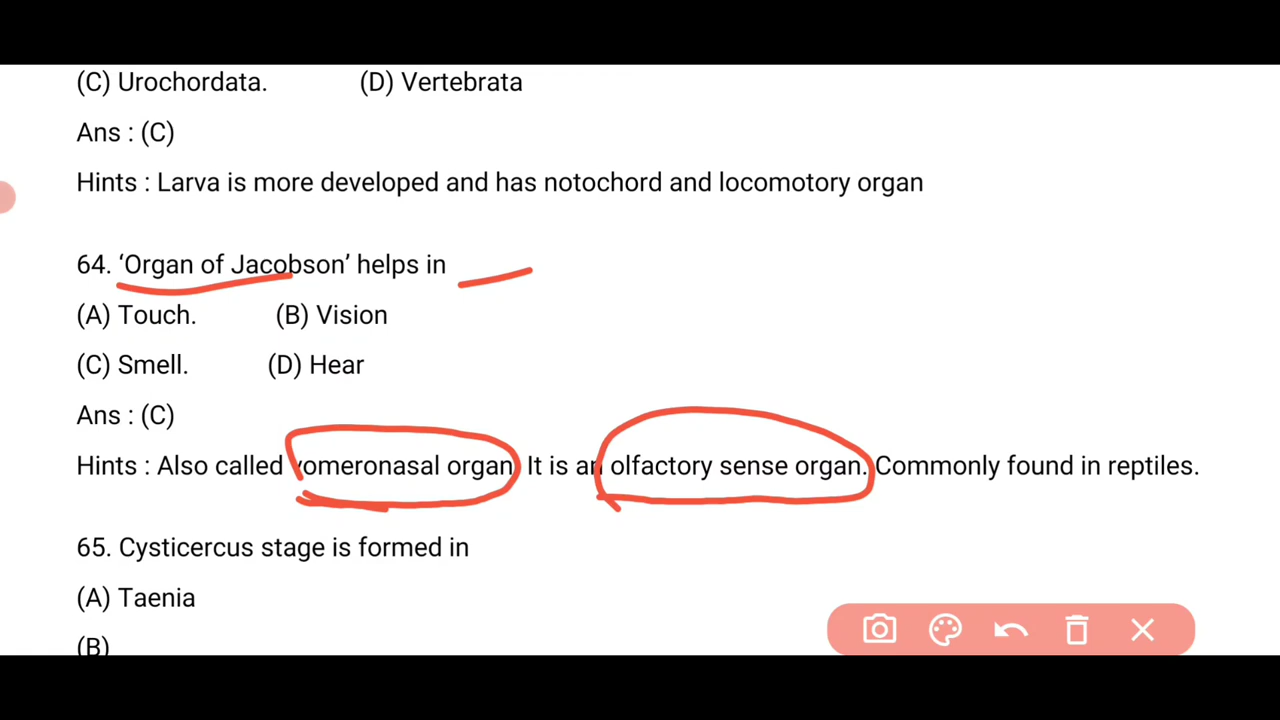 (C) Urochordata. (D) Vertebrata
Ans : (C)
Hints : Larva is more developed and has notochord and locomotory organ
64. ‘Organ of Jacobson’ helps in
(A) Touch. (B) Vision
(C) Smell. (D) Hear
Ans : (C)
Hints : Also called vomeronasal organ. It is an olfactory sense organ. Commonly found in reptiles.
65. Cysticercus stage is formed in
(A) Taenia
(B)